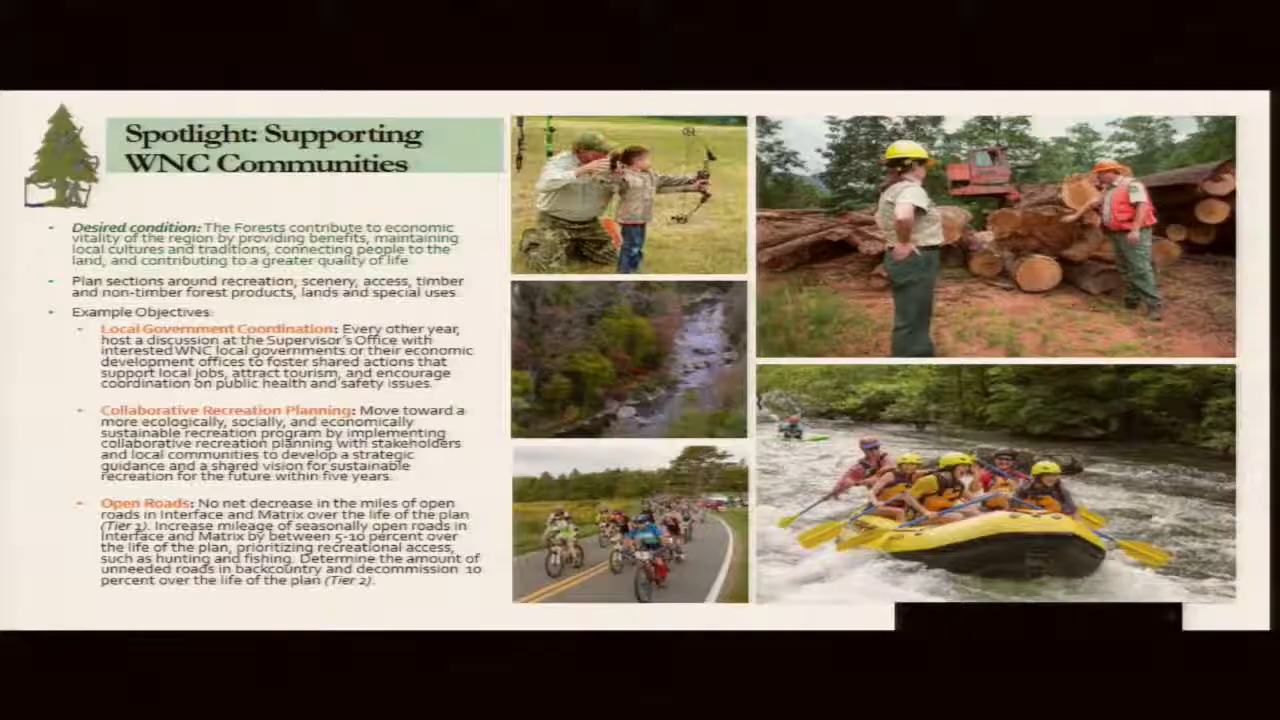 Spotlight: Supporting
WNC Communities
• Desired condition: The Forests contribute to economic
vitality of the region by providing benefits, maintaining
local cultures and traditions, connecting people to the
land, and contributing to a greater quality of life
• Plan sections around recreation, scenery, access, timber
and non-timber forest products, lands and special uses.
• Example Objectives:
- Local Government Coordination: Every other year,
host a discussion at the Supervisor's Office with
interested WNC local governments or their economic
development offices to foster shared actions that
support local jobs, attract tourism, and encourage
coordination on public health and safety issues.
- Collaborative Recreation Planning: Move toward a
more ecologically, socially, and economically
sustainable recreation program by implementing
collaborative recreation planning with stakeholders
and local communities to develop a strategic
guidance and a shared vision for sustainable
recreation for the future within five years.
- Open Roads: No net decrease in the miles of open
roads in Interface and Matrix over the life of the plan
(Tier 1). Increase mileage of seasonally open roads in
Interface and Matrix by between 5-10 percent over
the life of the plan, prioritizing recreational access,
such as hunting and fishing. Determine the amount of
unneeded roads in backcountry and decommission 10
percent over the life of the plan (Tier 2).